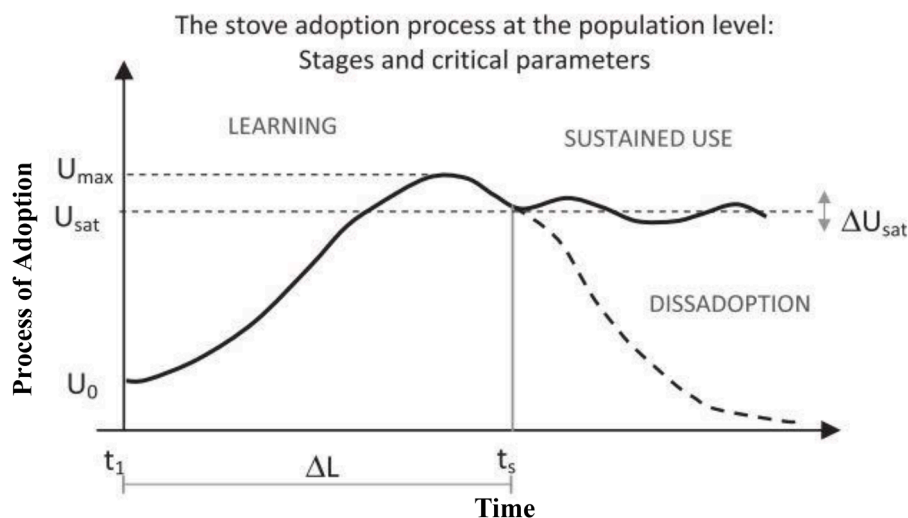 The stove adoption process at the population level:
Stages and critical parameters
LEARNING
SUSTAINED USE
Umax
Usat
ΔUsat
Process of Adoption
DISSADOPTION
U0
t1
ΔL
ts
Time